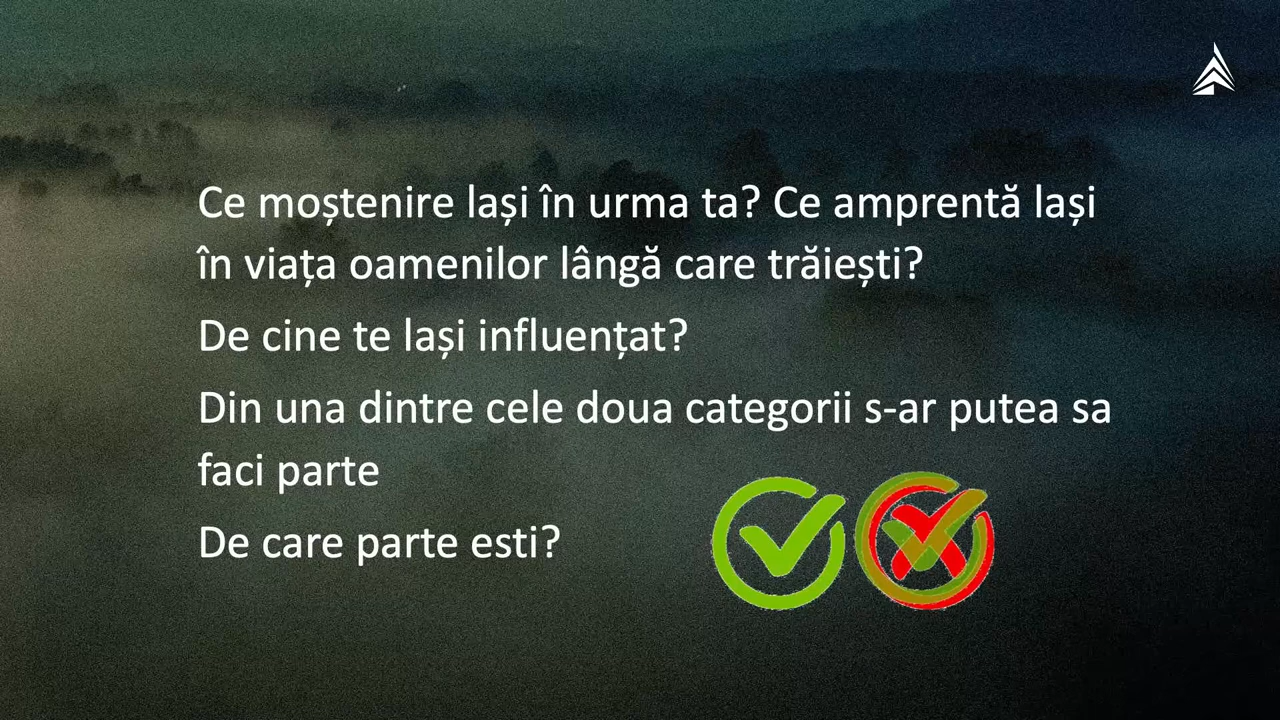 Ce moștenire lași în urma ta? Ce amprentă lași
în viața oamenilor lângă care trăiești?
De cine te lași influențat?
Din una dintre cele doua categorii s-ar putea sa
faci parte
De care parte esti?